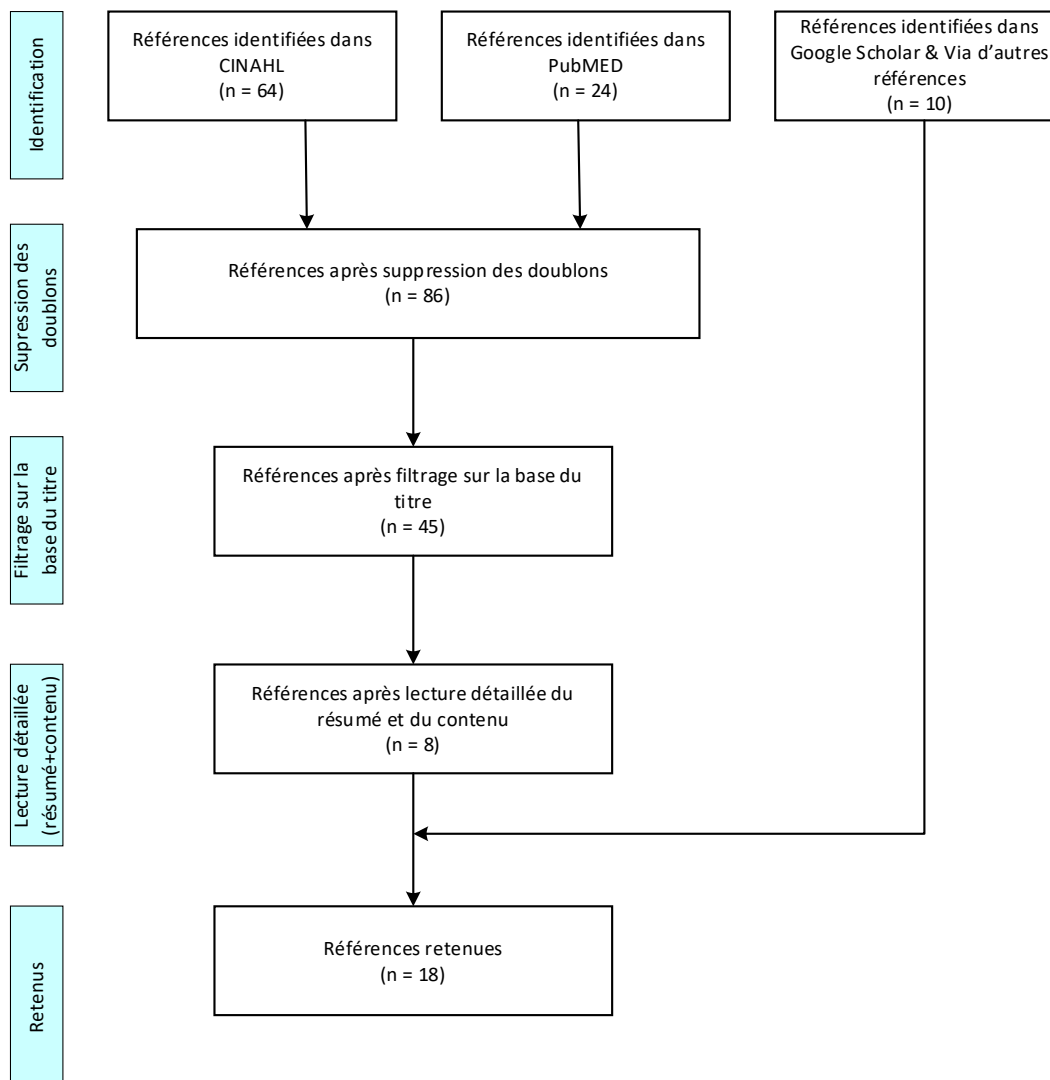 Identification
Références identifiées dans
CINAHL
(n = 64)
Références identifiées dans
PubMED
(n = 24)
Références identifiées dans
Google Scholar & Via d'autres
références
(n = 10)
Supression des
doublons
Références après suppression des doublons
(n = 86)
Filtrage sur la
base du titre
Références après filtrage sur la base du
titre
(n = 45)
Lecture détaillée
(résumé+contenu)
Références après lecture détaillée du
résumé et du contenu
(n = 8)
Retenus
Références retenues
(n = 18)